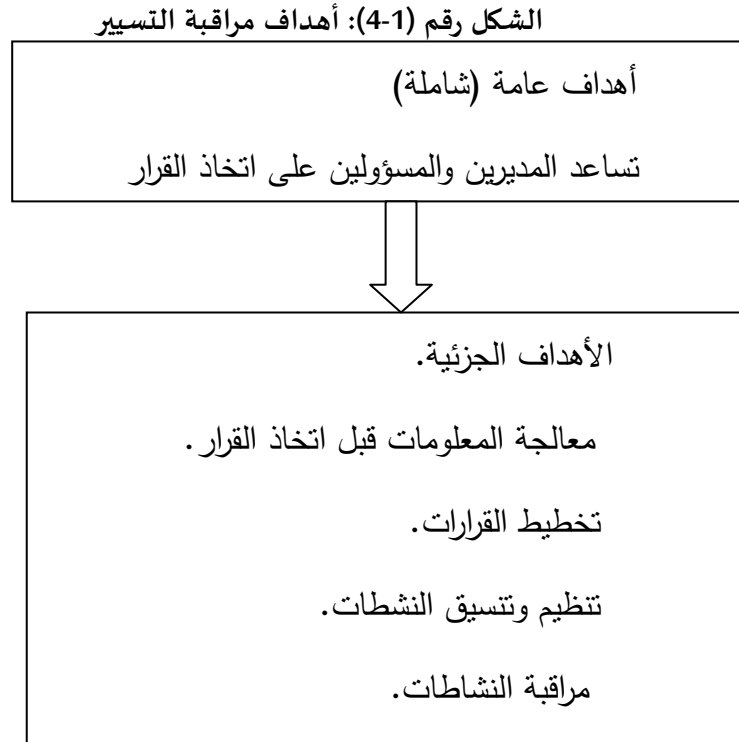 الشكل رقم (4-1): أهداف مراقبة التسيير
أهداف عامة (شاملة)
تساعد المديرين والمسؤولين على اتخاذ القرار
الأهداف الجزئية.
معالجة المعلومات قبل اتخاذ القرار.
تخطيط القرارات.
تنظيم وتنسيق النشطات.
مراقبة النشاطات.